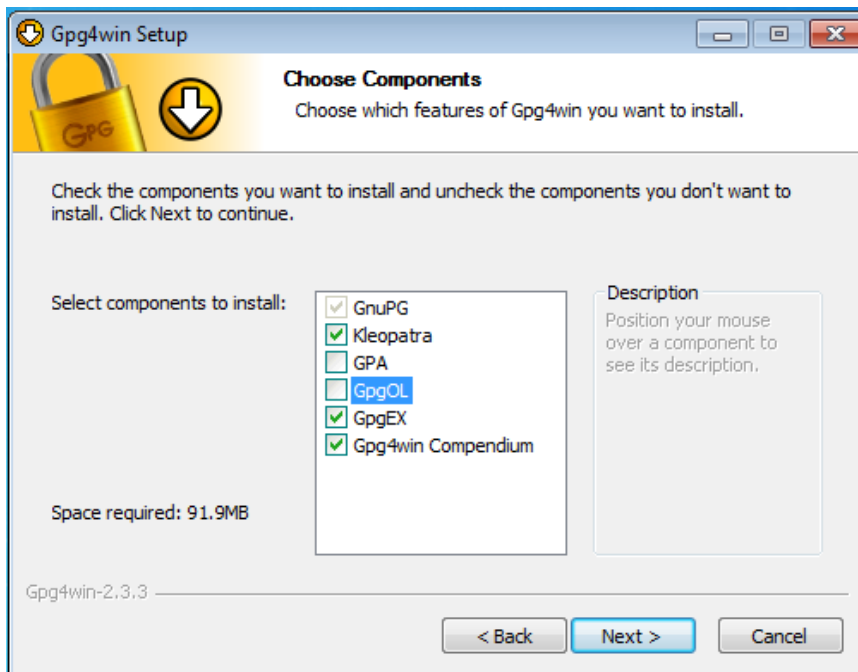 Gpg4win Setup
GPG
Choose Components
Choose which features of Gpg4win you want to install.
Check the components you want to install and uncheck the components you don't want to
install. Click Next to continue.
Select components to install:
GnuPG
Kleopatra
GPA
GpgOL
GpgEX
Gpg4win Compendium
Description
Position your mouse
over a component to
see its description.
Space required: 91.9MB
Gpg4win-2.3.3
< Back
Next >
Cancel